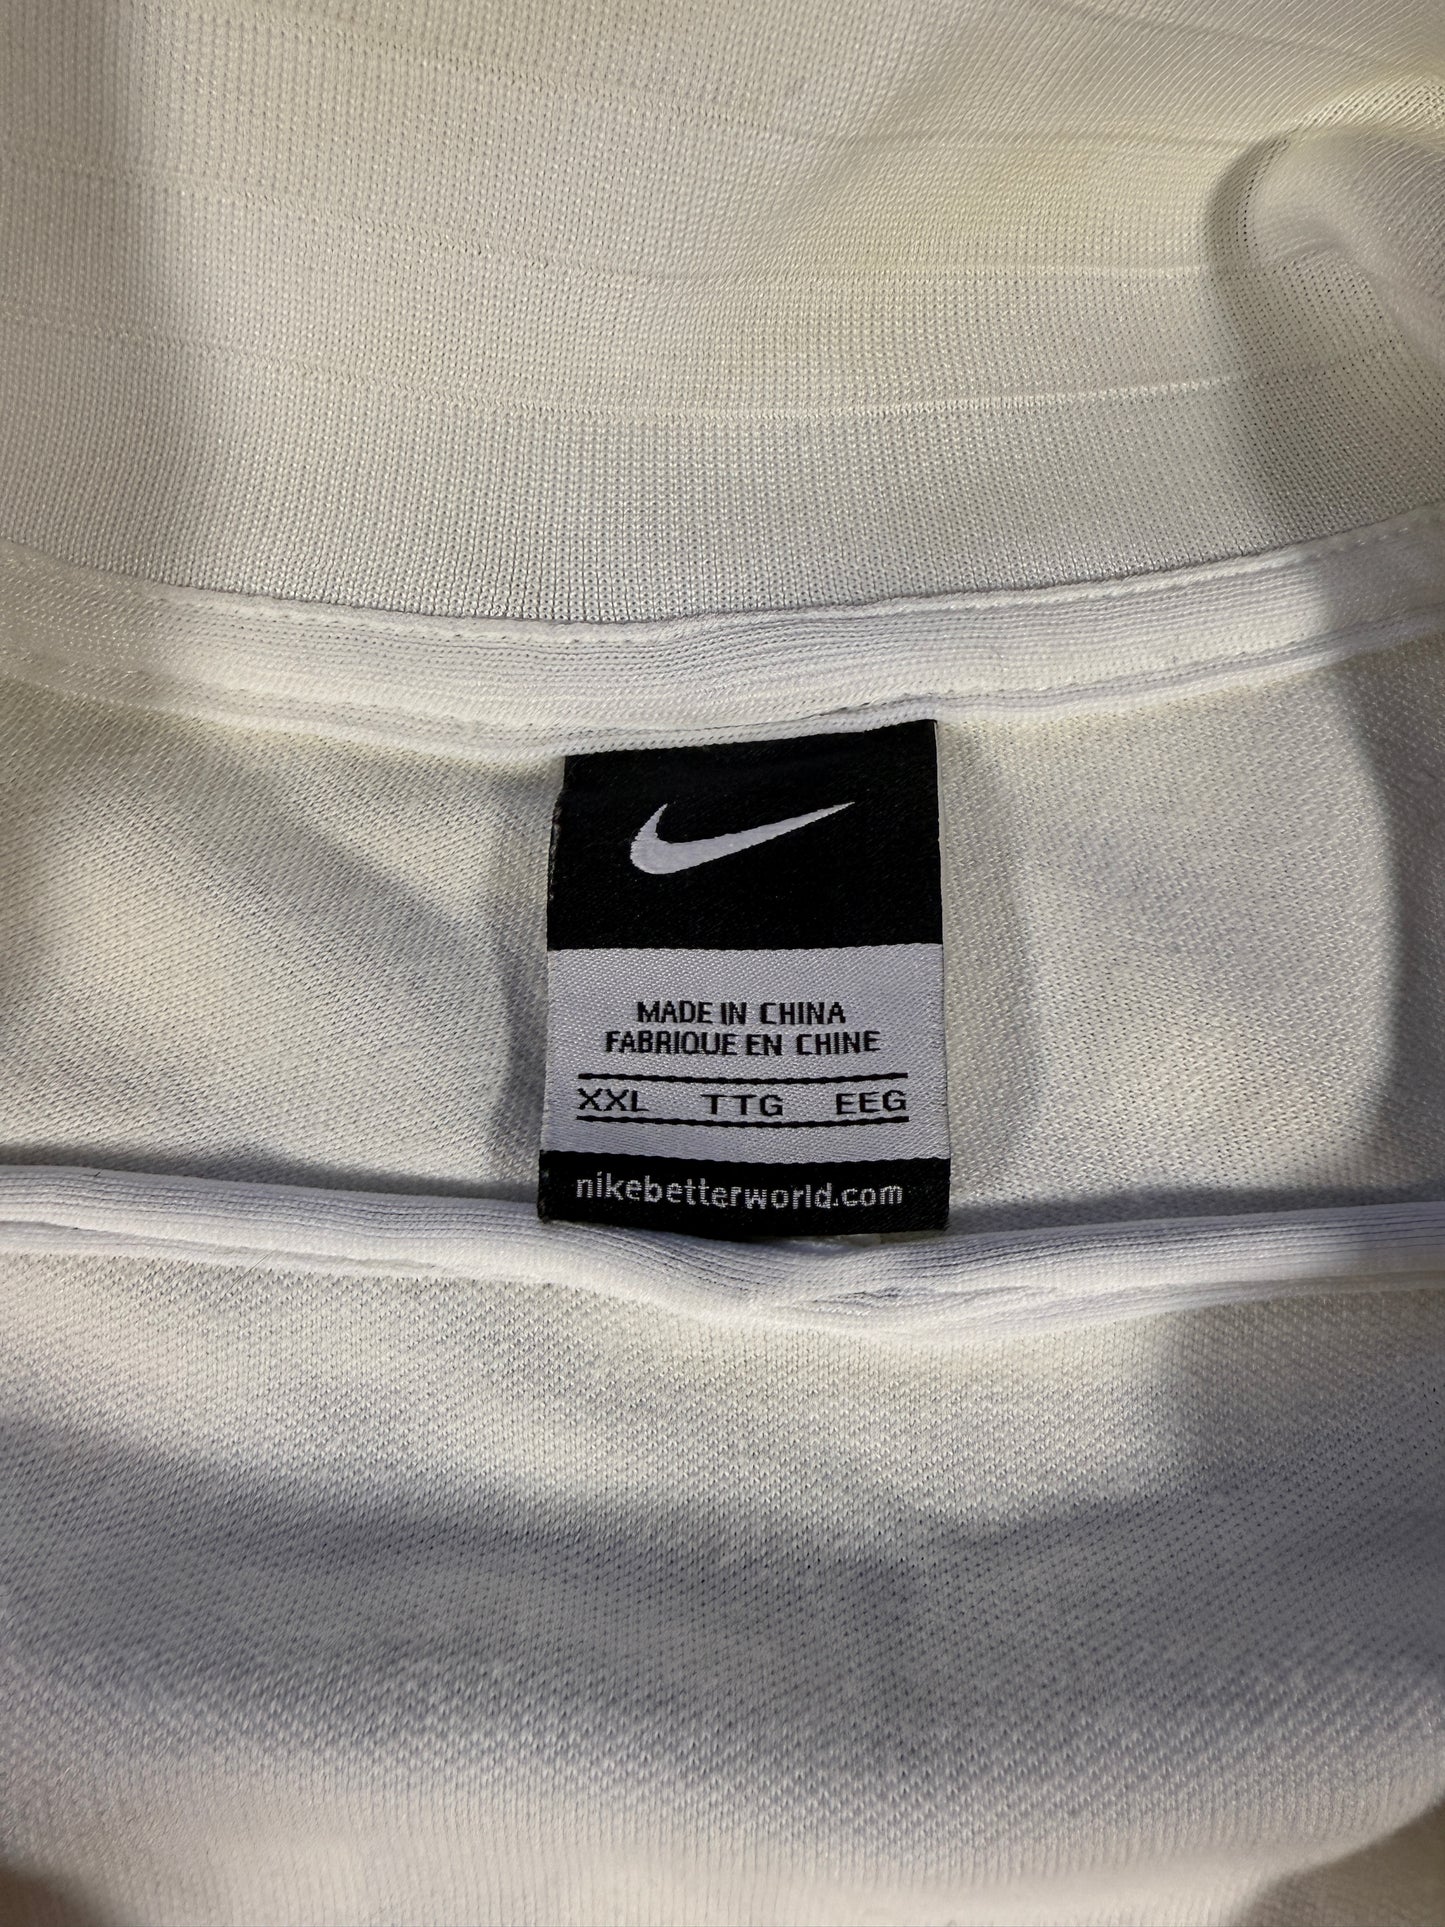 MADE IN CHINA
FABRIQUE EN CHINE
XXL TTG EEG
nikebetterworld.com